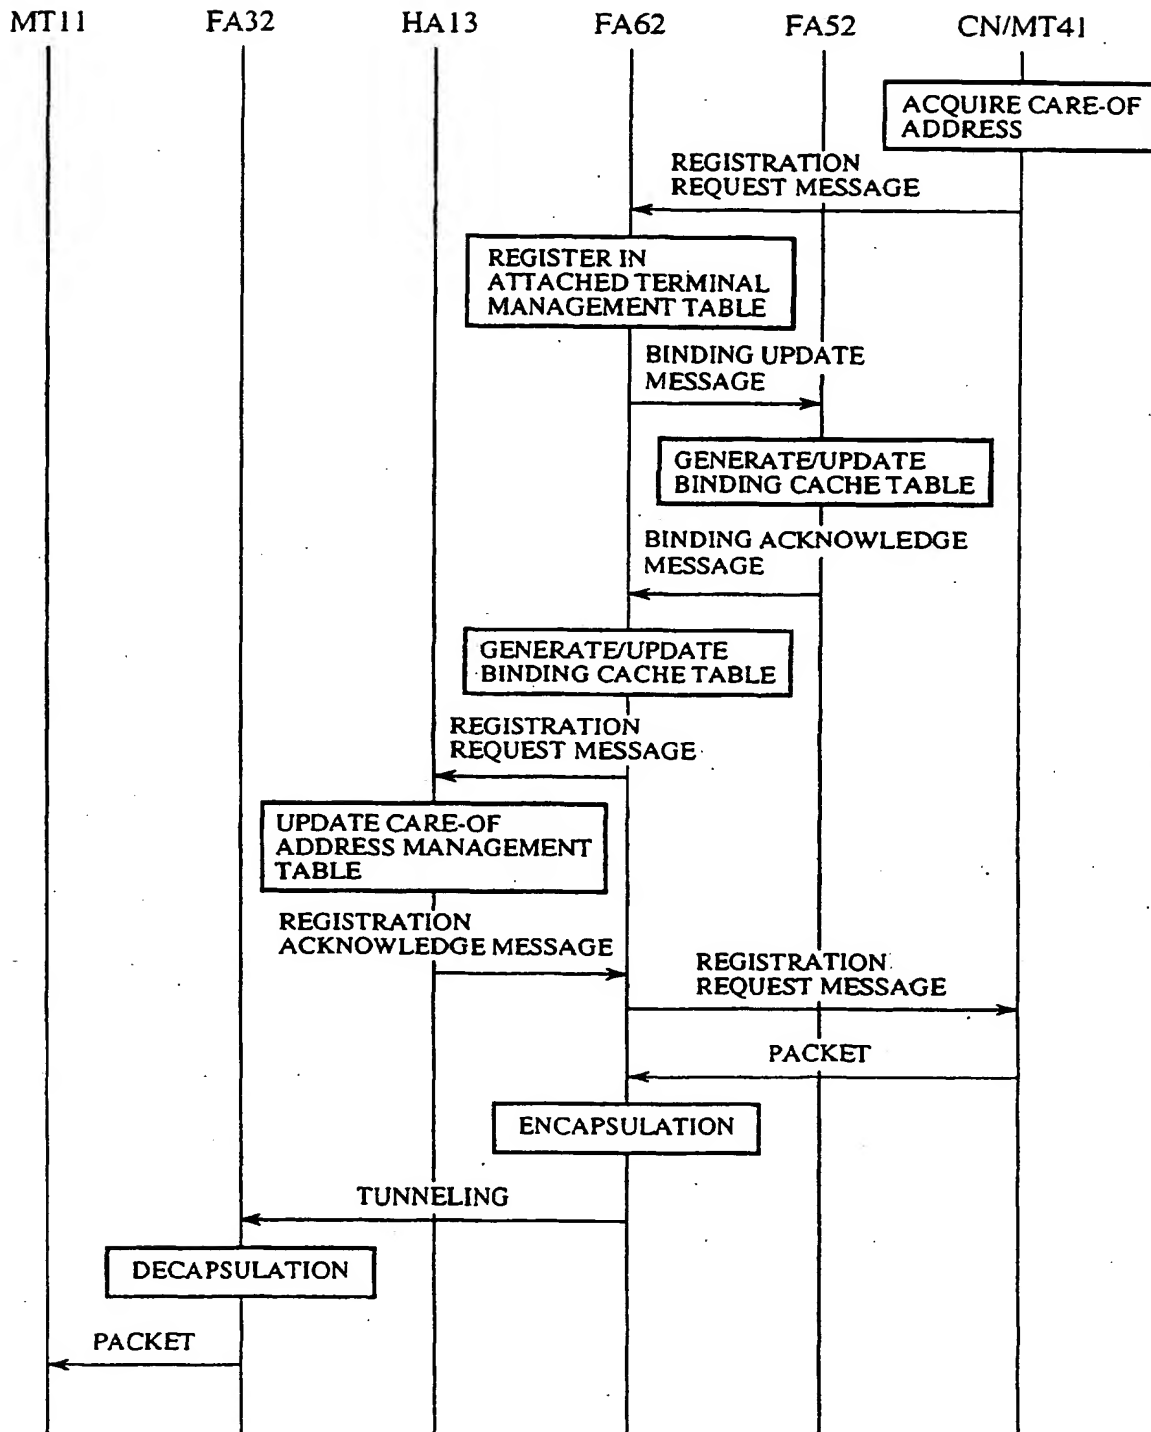 MT11 FA32 HA13 FA62 FA52 CN/MT41
ACQUIRE CARE-OF
ADDRESS
REGISTRATION
REQUEST MESSAGE
REGISTER IN
ATTACHED TERMINAL
MANAGEMENT TABLE
BINDING UPDATE
MESSAGE
GENERATE/UPDATE
BINDING CACHE TABLE
BINDING ACKNOWLEDGE
MESSAGE
GENERATE/UPDATE
BINDING CACHE TABLE
REGISTRATION
REQUEST MESSAGE
UPDATE CARE-OF
ADDRESS MANAGEMENT
TABLE
REGISTRATION
ACKNOWLEDGE MESSAGE
REGISTRATION
REQUEST MESSAGE
PACKET
ENCAPSULATION
TUNNELING
DECAPSULATION
PACKET